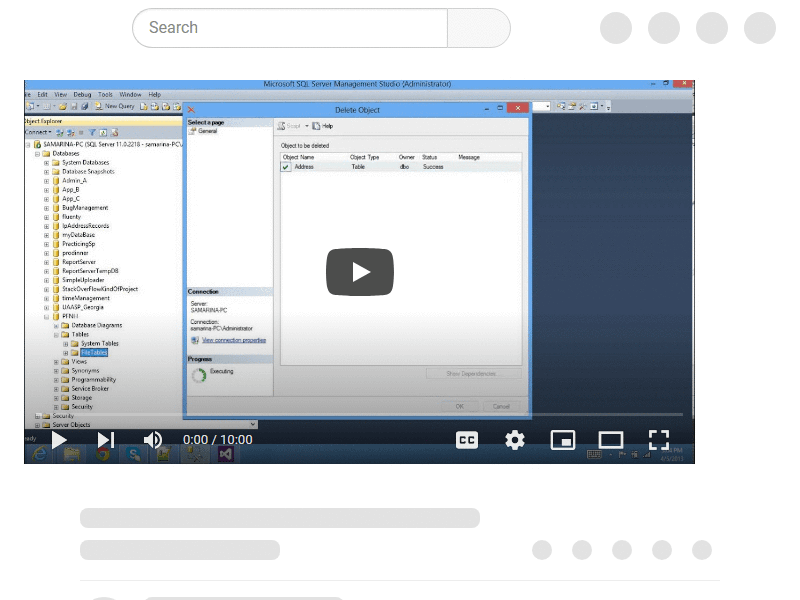 Search
Microsoft SQL Server Management Studio (Administrator)
Edit View Debug Tools Window Help
New Query
Object Explorer
Connect
SAMARINA-PC (SQL Server 11.0.2218 - samarina-PC\
Databases
System Databases
Database Snapshots
Admin_A
App_B
App_C
BugManagement
fluenty
IpAddressRecords
myDataBase
PracticingSp
prodinner
ReportServer
ReportServerTempDB
SimpleUploader
StackOverFlowKindOfProject
timeManagement
UAASP_Georgia
Database Diagrams
Tables
System Tables
FileTables
Views
Synonyms
Programmability
Service Broker
Storage
Security
Security
Server Objects
Delete Object
Select a page
General
Script Help
Object to be deleted
Object Name Object Type Owner Status Message
Address Table dbo Success
Connection
Server:
SAMARINA-PC
Connection:
samarina-PC\Administrator
View connection properties
Progress
Executing
Show Dependencies...
OK Cancel
0:00 / 10:00
CC